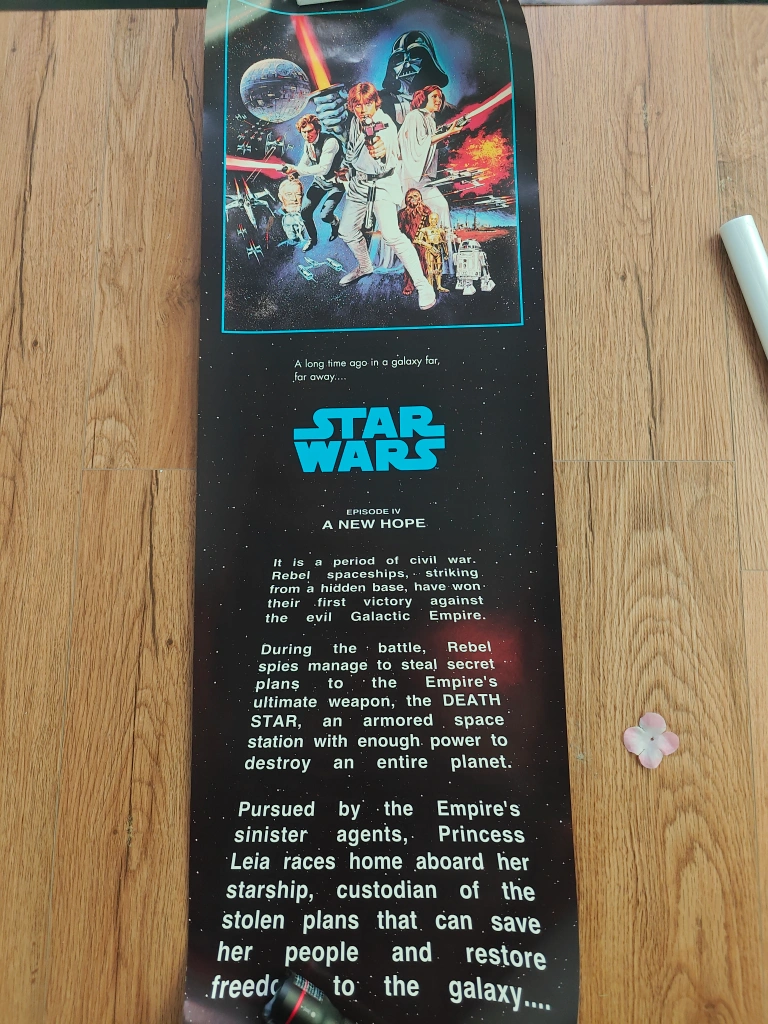 A long time ago in a galaxy far,
far away....
STAR
WARS
EPISODE IV
A NEW HOPE
It is a period of civil war.
Rebel spaceships, striking
from a hidden base, have won
their first victory against
the evil Galactic Empire.
During the battle, Rebel
spies manage to steal secret
plans to the Empire's
ultimate weapon, the DEATH
STAR, an armored space
station with enough power to
destroy an entire planet.
Pursued by the Empire's
sinister agents, Princess
Leia races home aboard her
starship, custodian of the
stolen plans that can save
her people and restore
to the galaxy....